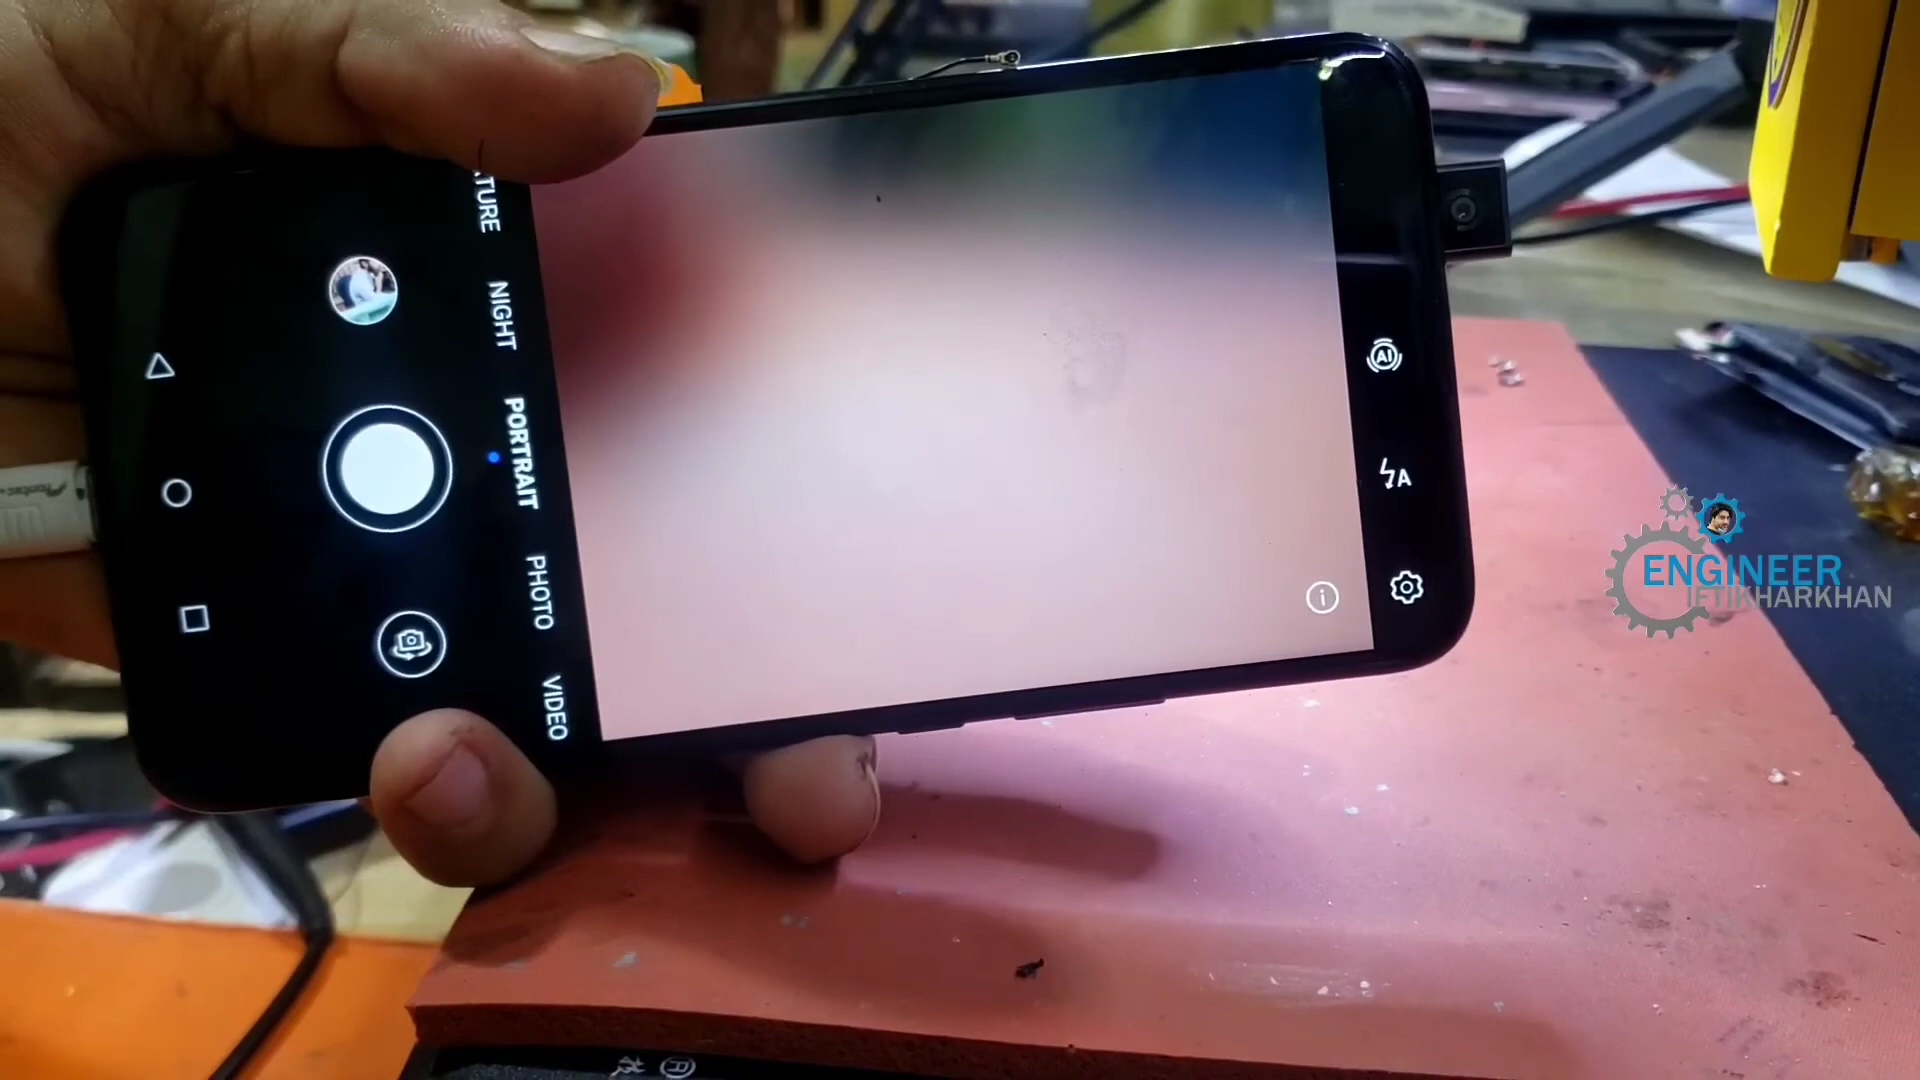 TURE
NIGHT
PORTRAIT
PHOTO
VIDEO
AI
A
i
ENGINEER
IFTIKHARKHAN
®